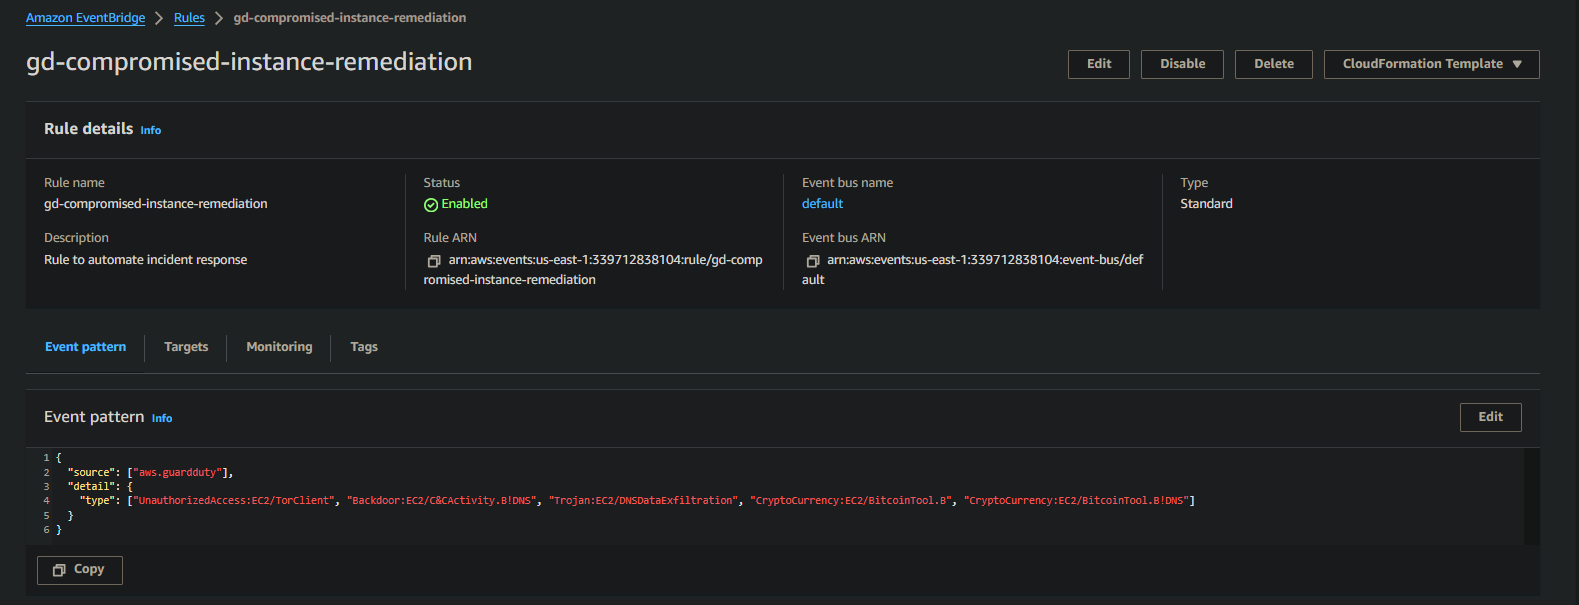 Amazon EventBridge > Rules > gd-compromised-instance-remediation
gd-compromised-instance-remediation
Edit
Disable
Delete
CloudFormation Template ▼
Rule details Info
Rule name
gd-compromised-instance-remediation
Description
Rule to automate incident response
Status
Enabled
Rule ARN
arn:aws:events:us-east-1:339712838104:rule/gd-comp
romised-instance-remediation
Event bus name
default
Event bus ARN
arn:aws:events:us-east-1:339712838104:event-bus/def
ault
Type
Standard
Event pattern
Targets
Monitoring
Tags
Event pattern Info
Edit
1 {
2 "source": ["aws.guardduty"],
3 "detail": {
4 "type": ["UnauthorizedAccess:EC2/TorClient", "Backdoor:EC2/C&CActivity.B!DNS", "Trojan:EC2/DNSDataExfiltration", "CryptoCurrency:EC2/BitcoinTool.B", "CryptoCurrency:EC2/BitcoinTool.B!DNS"]
5 }
6 }
Copy